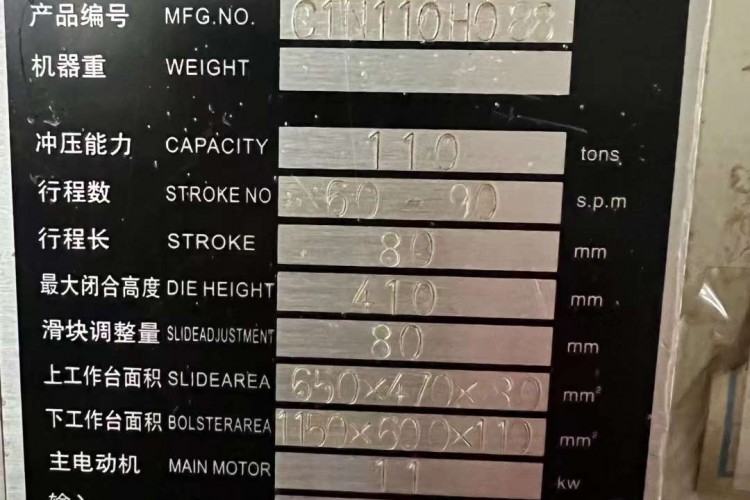 产品编号 MFG.NO. C1N110H088
机器重 WEIGHT
冲压能力 CAPACITY 110 tons
行程数 STROKE NO 60-90 s.p.m
行程长 STROKE 80 mm
最大闭合高度 DIE HEIGHT 410 mm
滑块调整量 SLIDEADJUSTMENT 80 mm
上工作台面积 SLIDEAREA 650×470×80 mm²
下工作台面积 BOLSTERAREA 1150×600×110 mm²
主电动机 MAIN MOTOR 11 kw